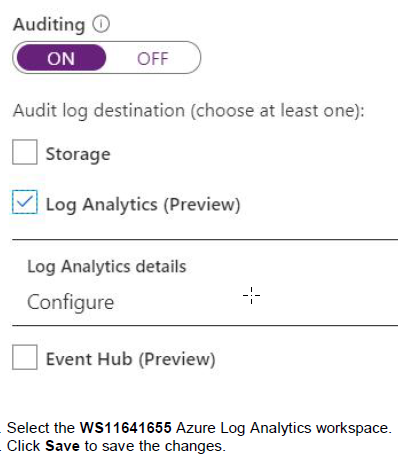 Auditing
ON OFF
Audit log destination (choose at least one):
Storage
Log Analytics (Preview)
Log Analytics details
Configure
Event Hub (Preview)
. Select the WS11641655 Azure Log Analytics workspace.
. Click Save to save the changes.